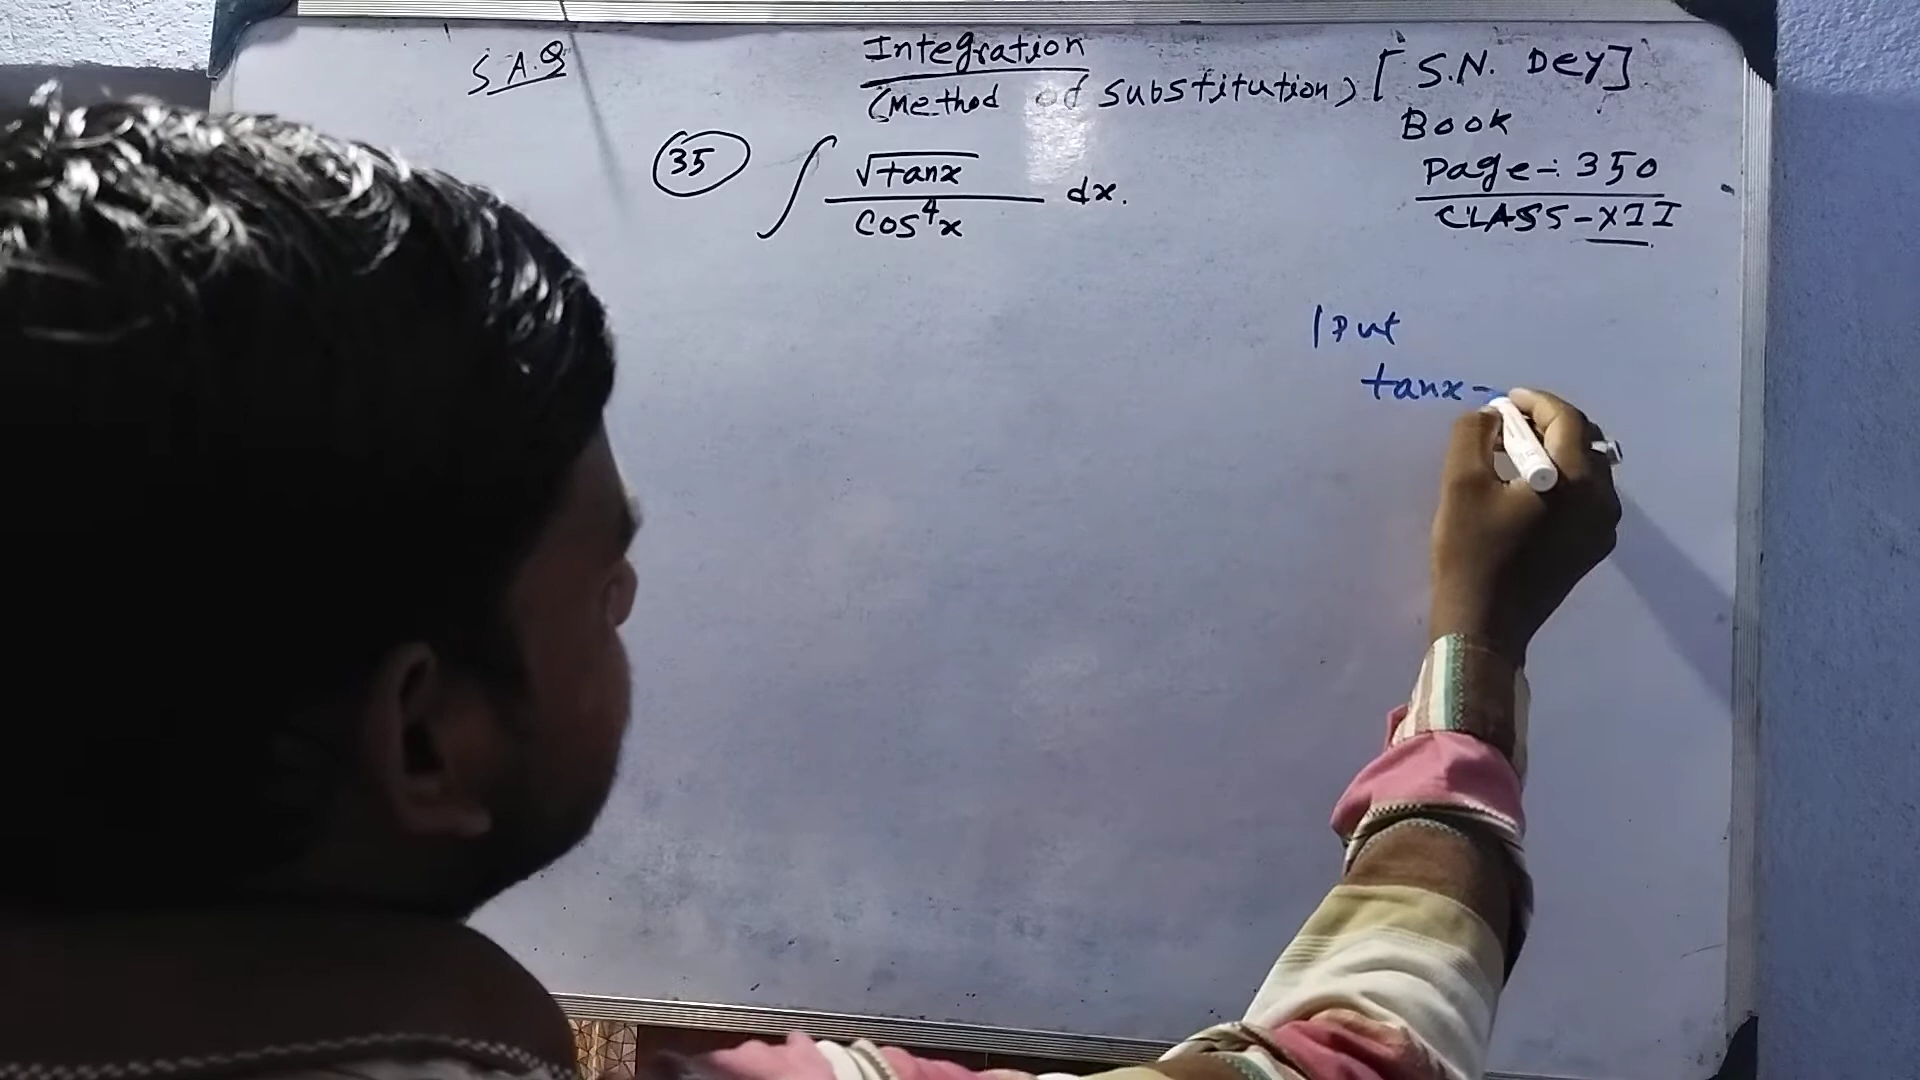 S.A.Q
Integration
(Method of substitution) [S.N. Dey]
Book
Page-: 350
CLASS-XII
35 ∫ √tanx / cos⁴x dx.
Put
tanx =